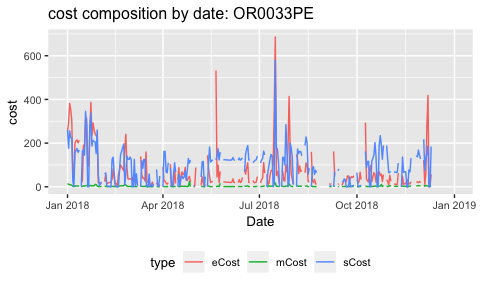 cost composition by date: OR0033PE
600
400
200
0
cost
Jan 2018 Apr 2018 Jul 2018 Oct 2018 Jan 2019
Date
type eCost mCost sCost